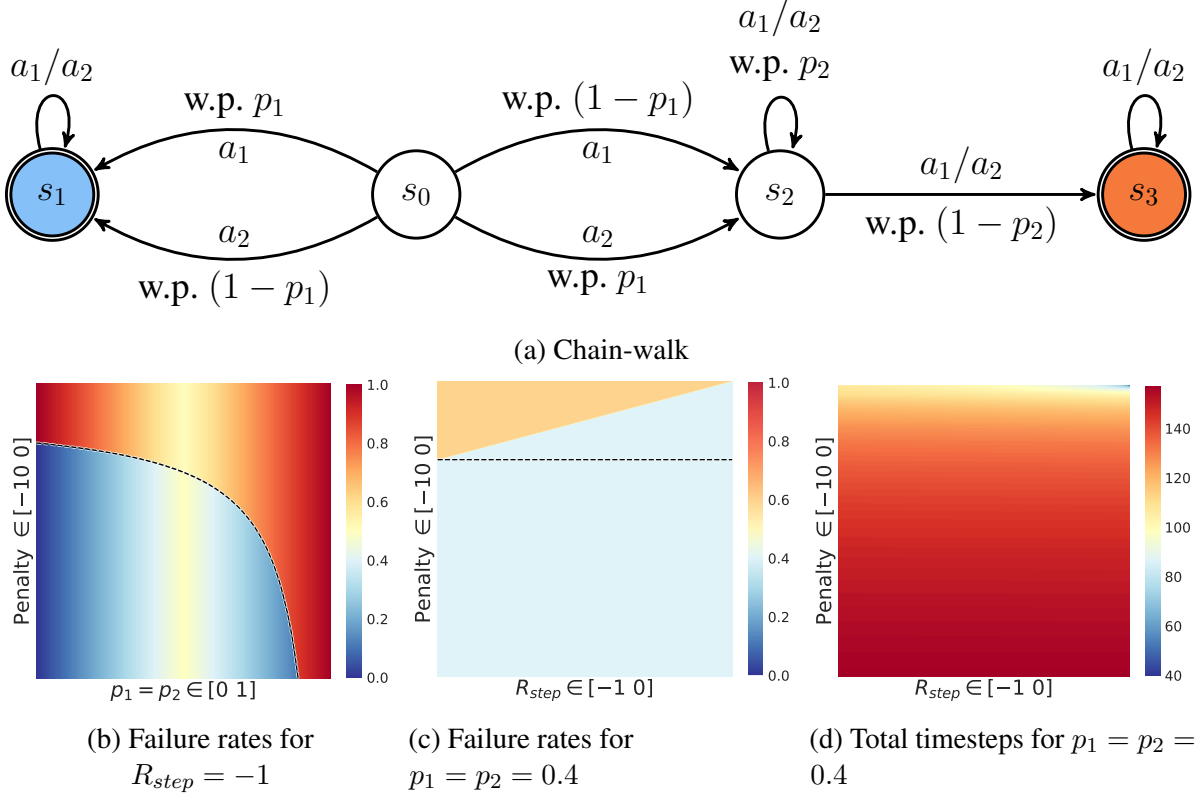 a₁/a₂
w.p. p₂
a₁/a₂
a₁/a₂
w.p. p₁
w.p. (1 − p₁)
a₁
a₁
a₁/a₂
s₁
s₀
s₂
s₃
w.p. (1 − p₂)
a₂
a₂
w.p. (1 − p₁)
w.p. p₁
(a) Chain-walk
Penalty ∈ [−10 0]
1.0
0.8
0.6
0.4
0.2
0.0
p₁ = p₂ ∈ [0 1]
Penalty ∈ [−10 0]
1.0
0.8
0.6
0.4
0.2
0.0
R_step ∈ [−1 0]
Penalty ∈ [−10 0]
140
120
100
80
60
40
R_step ∈ [−1 0]
(b) Failure rates for
R_step = −1
(c) Failure rates for
p₁ = p₂ = 0.4
(d) Total timesteps for p₁ = p₂ =
0.4